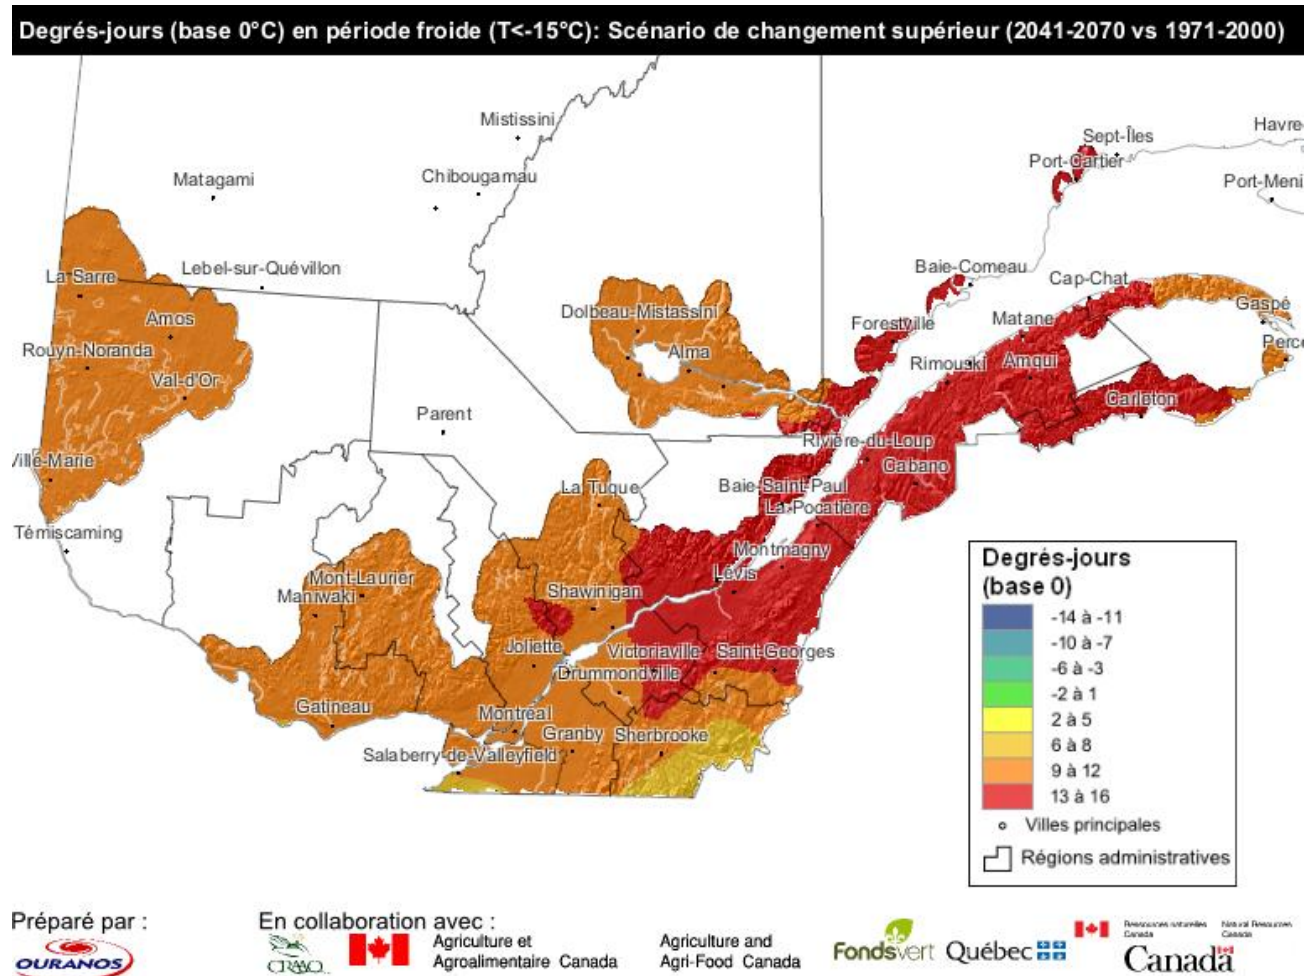 Degrés-jours (base 0°C) en période froide (T<-15°C): Scénario de changement supérieur (2041-2070 vs 1971-2000)
Mistissini
Sept-Îles
Havre-
Port-Cartier
Matagami
Chibougamau
Port-Meni
La Sarre
Lebel-sur-Quévillon
Baie-Comeau
Cap-Chat
Gaspé
Amos
Dolbeau-Mistassini
Forestville
Matane
Percé
Rouyn-Noranda
Alma
Rimouski
Amqui
Val-d'Or
Carleton
Parent
Rivière-du-Loup
Ville-Marie
Cabano
La Tuque
Baie-Saint-Paul
La Pocatière
Témiscaming
Montmagny
Lévis
Mont-Laurier
Maniwaki
Shawinigan
Joliette
Victoriaville
Saint-Georges
Drummondville
Gatineau
Montréal
Granby
Sherbrooke
Salaberry-de-Valleyfield
Degrés-jours
(base 0)
-14 à -11
-10 à -7
-6 à -3
-2 à 1
2 à 5
6 à 8
9 à 12
13 à 16
Villes principales
Régions administratives
Préparé par :
OURANOS
En collaboration avec :
CRAAQ
Agriculture et
Agroalimentaire Canada
Agriculture and
Agri-Food Canada
Fondsvert
Québec
Ressources naturelles
Canada
Natural Resources
Canada
Canada